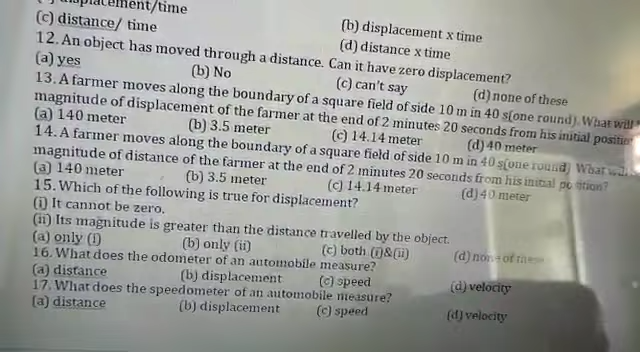 displacement/time
(c) distance/ time
(b) displacement x time
(d) distance x time
12. An object has moved through a distance. Can it have zero displacement?
(a) yes (b) No (c) can't say (d) none of these
13. A farmer moves along the boundary of a square field of side 10 m in 40 s(one round). What will
magnitude of displacement of the farmer at the end of 2 minutes 20 seconds from his initial position
(a) 140 meter (b) 3.5 meter (c) 14.14 meter (d) 40 meter
14. A farmer moves along the boundary of a square field of side 10 m in 40 s(one round) What
magnitude of distance of the farmer at the end of 2 minutes 20 seconds from his initial position?
(a) 140 meter (b) 3.5 meter (c) 14.14 meter (d) 40 meter
15. Which of the following is true for displacement?
(i) It cannot be zero.
(ii) Its magnitude is greater than the distance travelled by the object.
(a) only (i) (b) only (ii) (c) both (i)&(ii) (d) none of these
16. What does the odometer of an automobile measure?
(a) distance (b) displacement (c) speed (d) velocity
17. What does the speedometer of an automobile measure?
(a) distance (b) displacement (c) speed (d) velocity